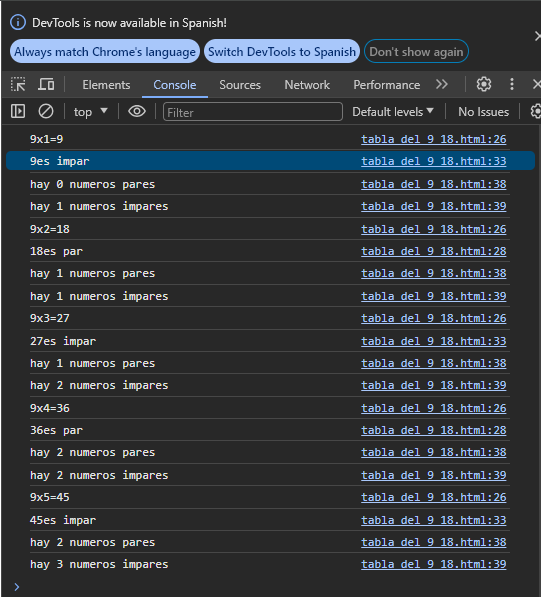 DevTools is now available in Spanish!
Always match Chrome's language Switch DevTools to Spanish Don't show again
Elements Console Sources Network Performance
top Filter Default levels No Issues
9x1=9 tabla del 9 18.html:26
9es impar tabla del 9 18.html:33
hay 0 numeros pares tabla del 9 18.html:38
hay 1 numeros impares tabla del 9 18.html:39
9x2=18 tabla del 9 18.html:26
18es par tabla del 9 18.html:28
hay 1 numeros pares tabla del 9 18.html:38
hay 1 numeros impares tabla del 9 18.html:39
9x3=27 tabla del 9 18.html:26
27es impar tabla del 9 18.html:33
hay 1 numeros pares tabla del 9 18.html:38
hay 2 numeros impares tabla del 9 18.html:39
9x4=36 tabla del 9 18.html:26
36es par tabla del 9 18.html:28
hay 2 numeros pares tabla del 9 18.html:38
hay 2 numeros impares tabla del 9 18.html:39
9x5=45 tabla del 9 18.html:26
45es impar tabla del 9 18.html:33
hay 2 numeros pares tabla del 9 18.html:38
hay 3 numeros impares tabla del 9 18.html:39